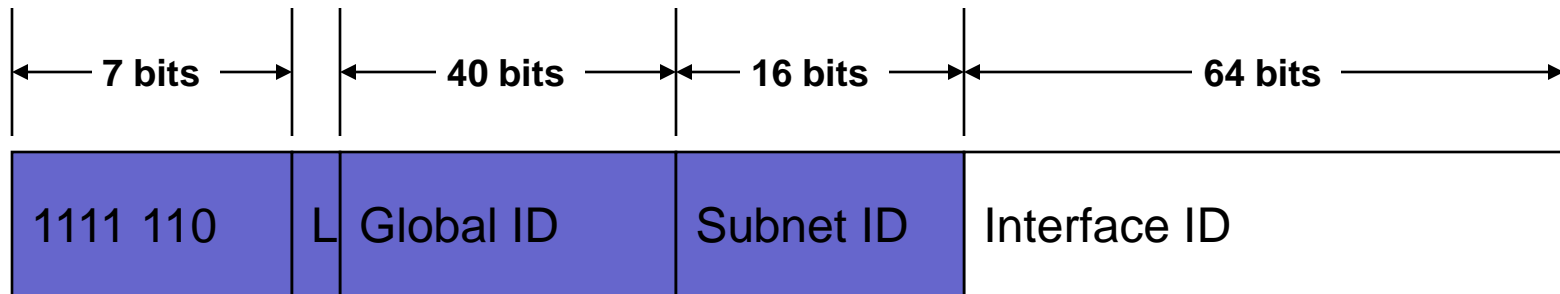 7 bits 40 bits 16 bits 64 bits
1111 110 L Global ID Subnet ID Interface ID